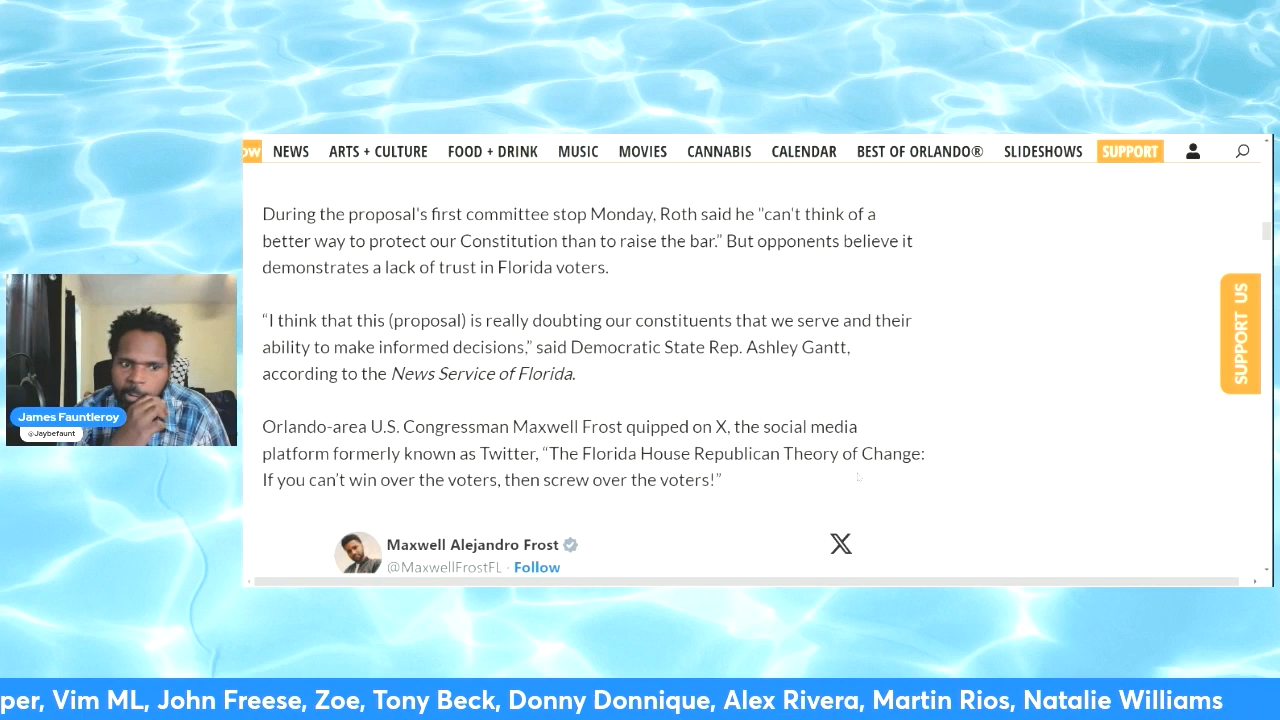 OW NEWS ARTS + CULTURE FOOD + DRINK MUSIC MOVIES CANNABIS CALENDAR BEST OF ORLANDO® SLIDESHOWS SUPPORT
During the proposal's first committee stop Monday, Roth said he "can't think of a
better way to protect our Constitution than to raise the bar.” But opponents believe it
demonstrates a lack of trust in Florida voters.
“I think that this (proposal) is really doubting our constituents that we serve and their
ability to make informed decisions,” said Democratic State Rep. Ashley Gantt,
according to the News Service of Florida.
Orlando-area U.S. Congressman Maxwell Frost quipped on X, the social media
platform formerly known as Twitter, “The Florida House Republican Theory of Change:
If you can’t win over the voters, then screw over the voters!”
Maxwell Alejandro Frost
@MaxwellFrostFL · Follow
SUPPORT US
James Fauntleroy
@Jaybefaunt
per, Vim ML, John Freese, Zoe, Tony Beck, Donny Donnique, Alex Rivera, Martin Rios, Natalie Williams